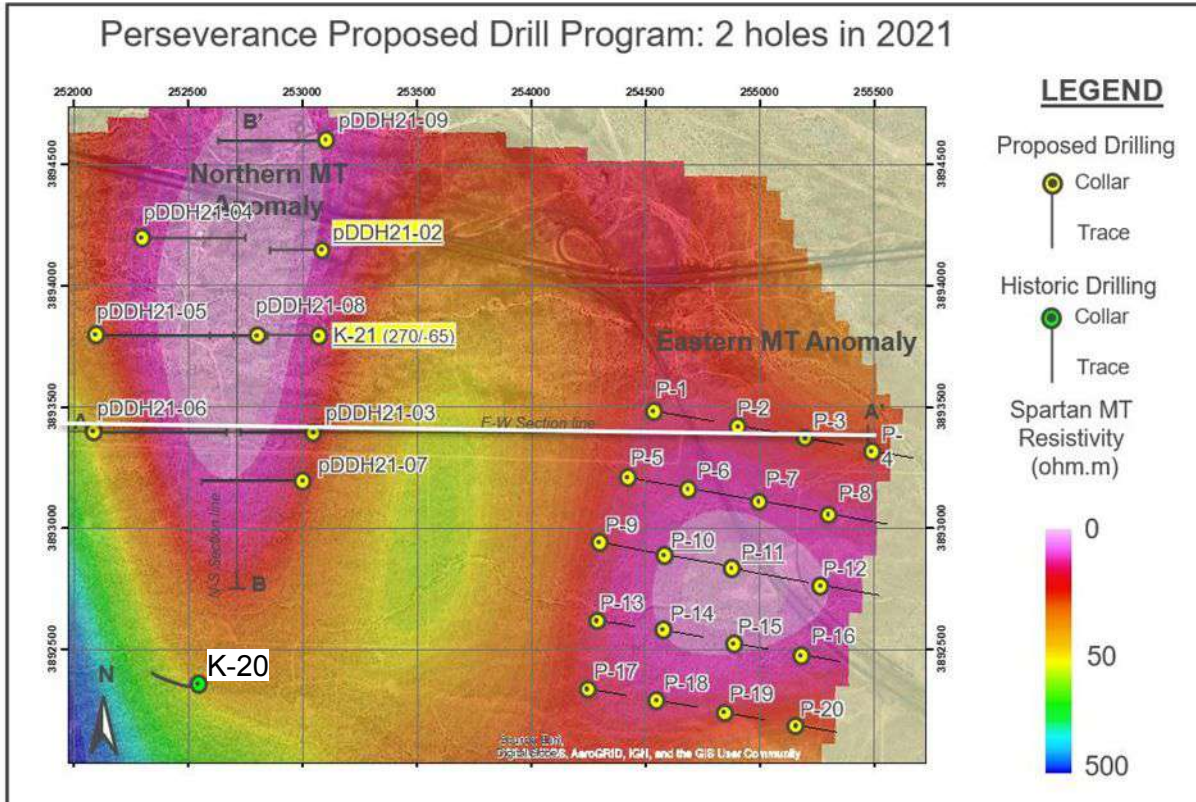 Perseverance Proposed Drill Program: 2 holes in 2021
252000 252500 253000 253500 254000 254500 255000 255500
3894500
3894500
3894000
3894000
3893500
3893500
3893000
3893000
3892500
3892500
B'
pDDH21-09
Northern MT
Anomaly
pDDH21-04
pDDH21-02
pDDH21-05
pDDH21-08
K-21 (270/-65)
Eastern MT Anomaly
A
pDDH21-06
pDDH21-03
E-W Section line
A'
P-1
P-2
P-3
P-
4
pDDH21-07
P-5
P-6
P-7
P-8
N-S Section line
B
P-9
P-10
P-11
P-12
P-13
P-14
P-15
P-16
K-20
N
P-17
P-18
P-19
P-20
AeroGRID, IGN, and the GIS User Community
LEGEND
Proposed Drilling
Collar
Trace
Historic Drilling
Collar
Trace
Spartan MT
Resistivity
(ohm.m)
0
50
500